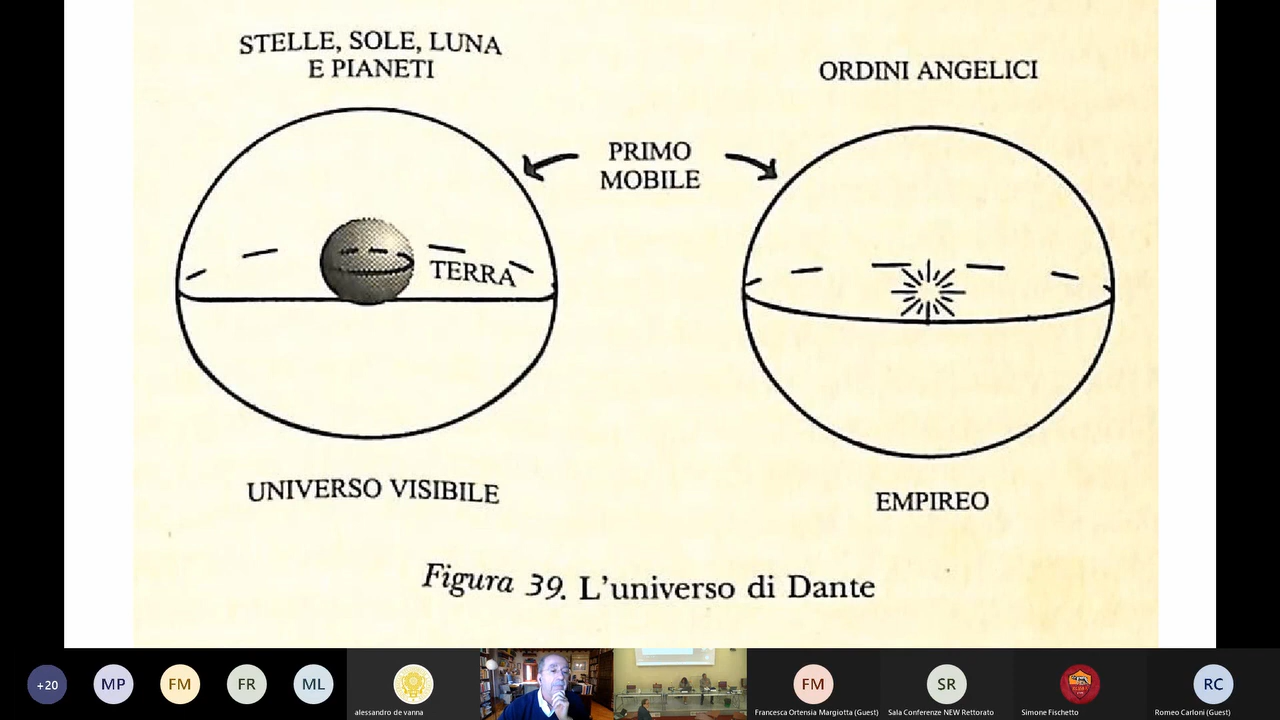 STELLE, SOLE, LUNA
E PIANETI
ORDINI ANGELICI
PRIMO
MOBILE
TERRA
UNIVERSO VISIBILE
EMPIREO
Figura 39. L'universo di Dante
+20
MP
FM
FR
ML
alessandro de vanna
FM
Francesca Ortensia Margiotta (Guest)
SR
Sala Conferenze NEW Rettorato
Simone Fischetto
RC
Romeo Carloni (Guest)